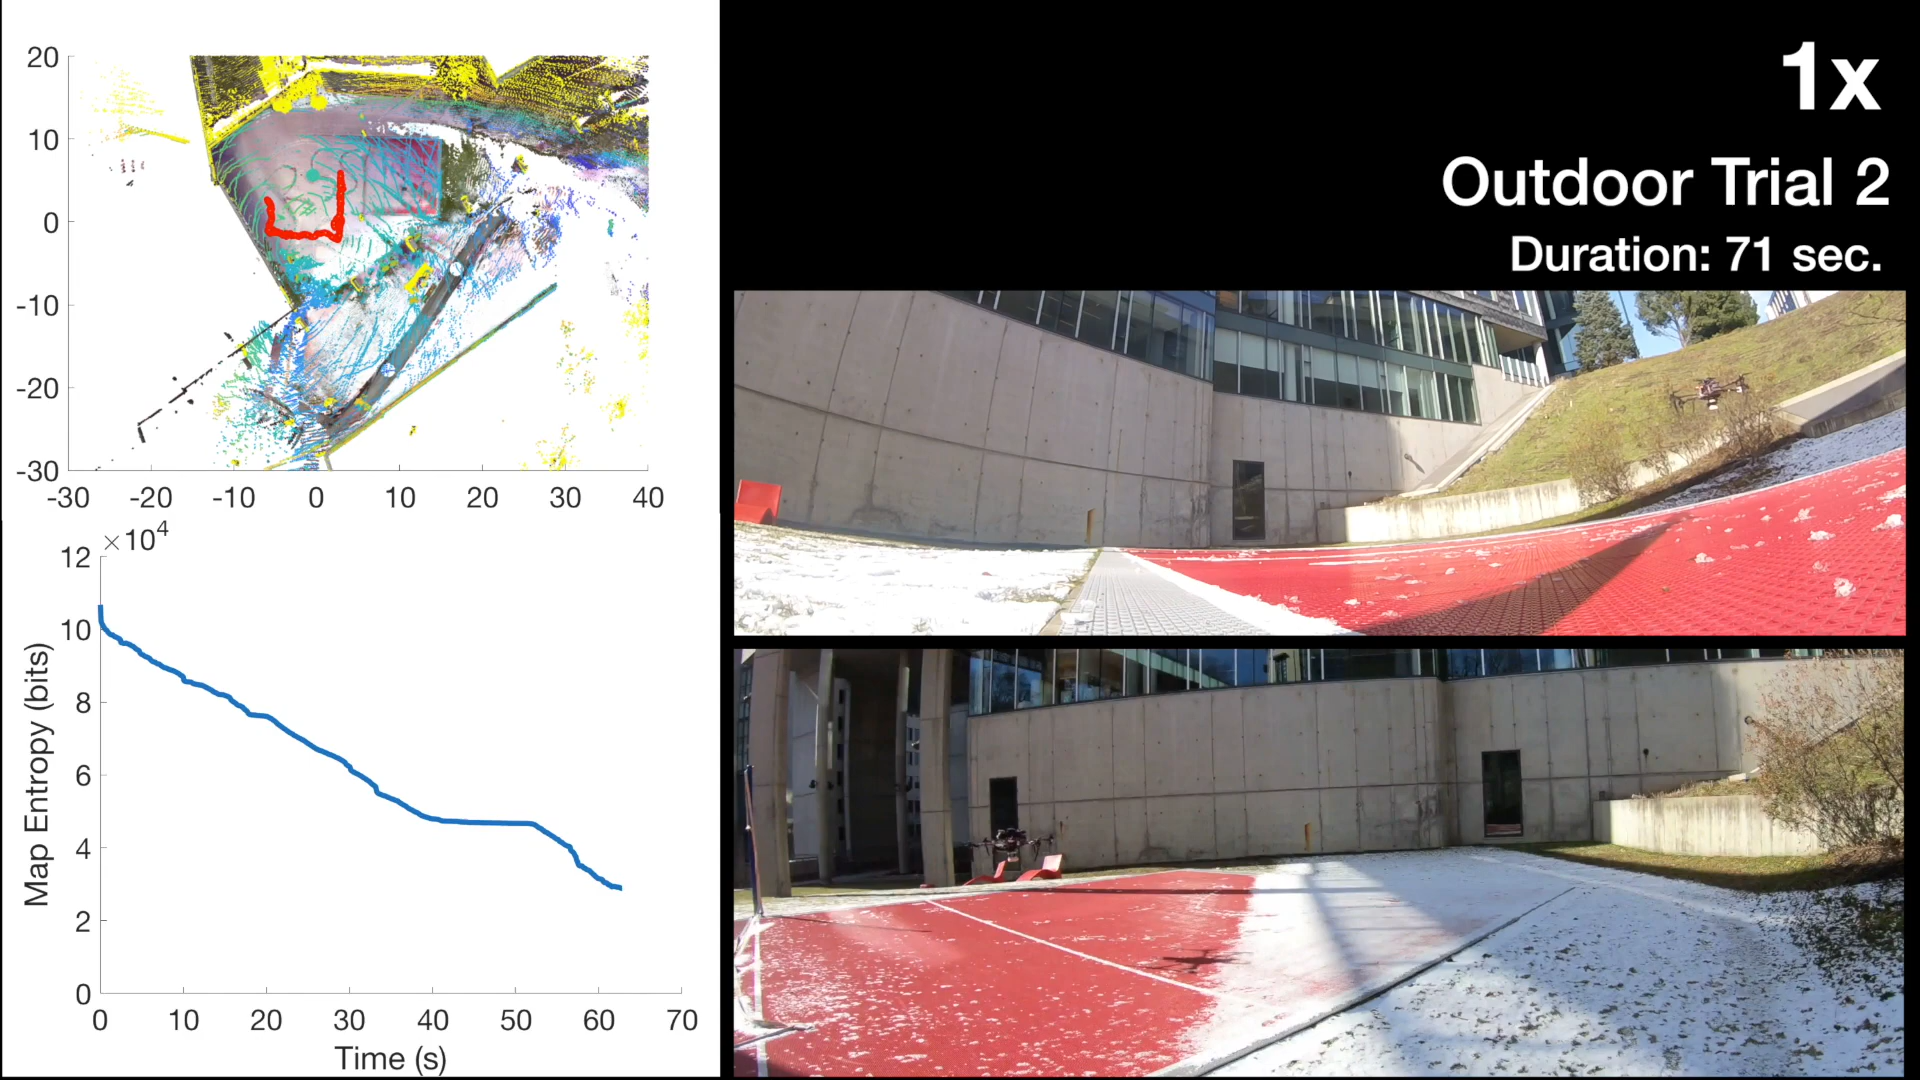 20
10
0
-10
-20
-30
-30 -20 -10 0 10 20 30 40
×10⁴
12
10
8
6
4
2
0
0 10 20 30 40 50 60 70
Map Entropy (bits)
Time (s)
1x
Outdoor Trial 2
Duration: 71 sec.